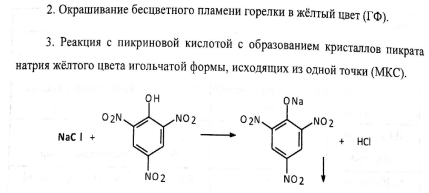 2. Окрашивание бесцветного пламени горелки в жёлтый цвет (ГФ).
3. Реакция с пикриновой кислотой с образованием кристаллов пикрата
натрия жёлтого цвета игольчатой формы, исходящих из одной точки (МКС).
OH
ONa
O₂N
NO₂
O₂N
NO₂
NaC l +
+ HCl
NO₂
NO₂